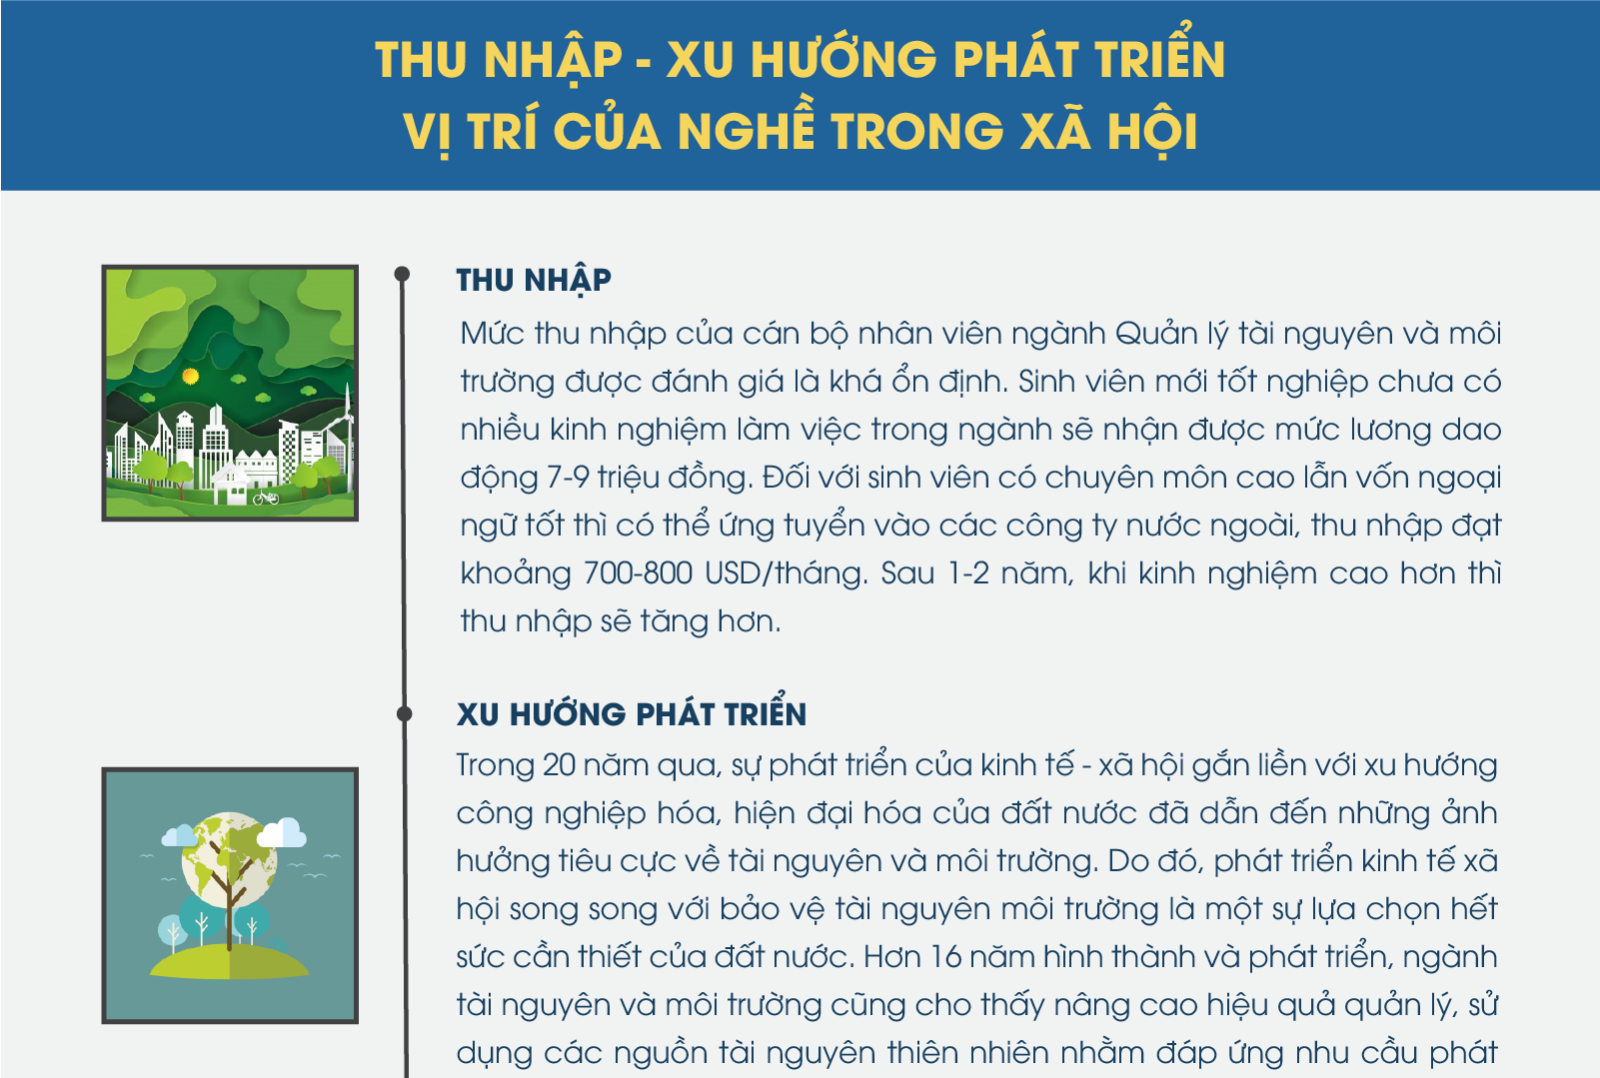 THU NHẬP - XU HƯỚNG PHÁT TRIỂN
VỊ TRÍ CỦA NGHỀ TRONG XÃ HỘI
THU NHẬP
Mức thu nhập của cán bộ nhân viên ngành Quản lý tài nguyên và môi
trường được đánh giá là khá ổn định. Sinh viên mới tốt nghiệp chưa có
nhiều kinh nghiệm làm việc trong ngành sẽ nhận được mức lương dao
động 7-9 triệu đồng. Đối với sinh viên có chuyên môn cao lẫn vốn ngoại
ngữ tốt thì có thể ứng tuyển vào các công ty nước ngoài, thu nhập đạt
khoảng 700-800 USD/tháng. Sau 1-2 năm, khi kinh nghiệm cao hơn thì
thu nhập sẽ tăng hơn.
XU HƯỚNG PHÁT TRIỂN
Trong 20 năm qua, sự phát triển của kinh tế - xã hội gắn liền với xu hướng
công nghiệp hóa, hiện đại hóa của đất nước đã dẫn đến những ảnh
hưởng tiêu cực về tài nguyên và môi trường. Do đó, phát triển kinh tế xã
hội song song với bảo vệ tài nguyên môi trường là một sự lựa chọn hết
sức cần thiết của đất nước. Hơn 16 năm hình thành và phát triển, ngành
tài nguyên và môi trường cũng cho thấy nâng cao hiệu quả quản lý, sử
dụng các nguồn tài nguyên thiên nhiên nhằm đáp ứng nhu cầu phát